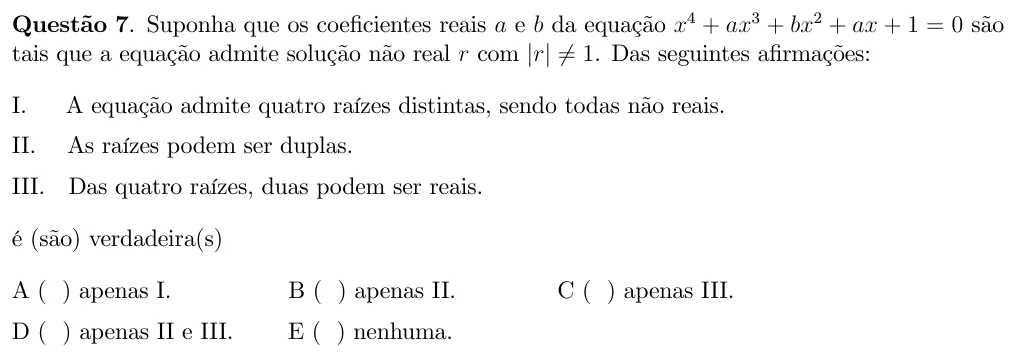 Questão 7. Suponha que os coeficientes reais a e b da equação x⁴ + ax³ + bx² + ax + 1 = 0 são
tais que a equação admite solução não real r com |r| ≠ 1. Das seguintes afirmações:
I. A equação admite quatro raízes distintas, sendo todas não reais.
II. As raízes podem ser duplas.
III. Das quatro raízes, duas podem ser reais.
é (são) verdadeira(s)
A ( ) apenas I. B ( ) apenas II. C ( ) apenas III.
D ( ) apenas II e III. E ( ) nenhuma.